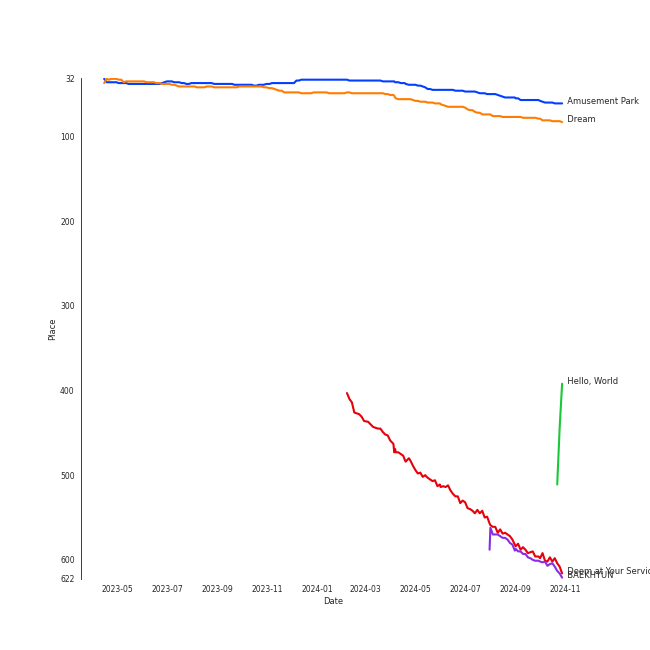 32
100
200
300
400
500
600
622
Place
Amusement Park
Dream
Hello, World
Doom at Your Servic
BAEKHYUN
2023-05 2023-07 2023-09 2023-11 2024-01 2024-03 2024-05 2024-07 2024-09 2024-11
Date